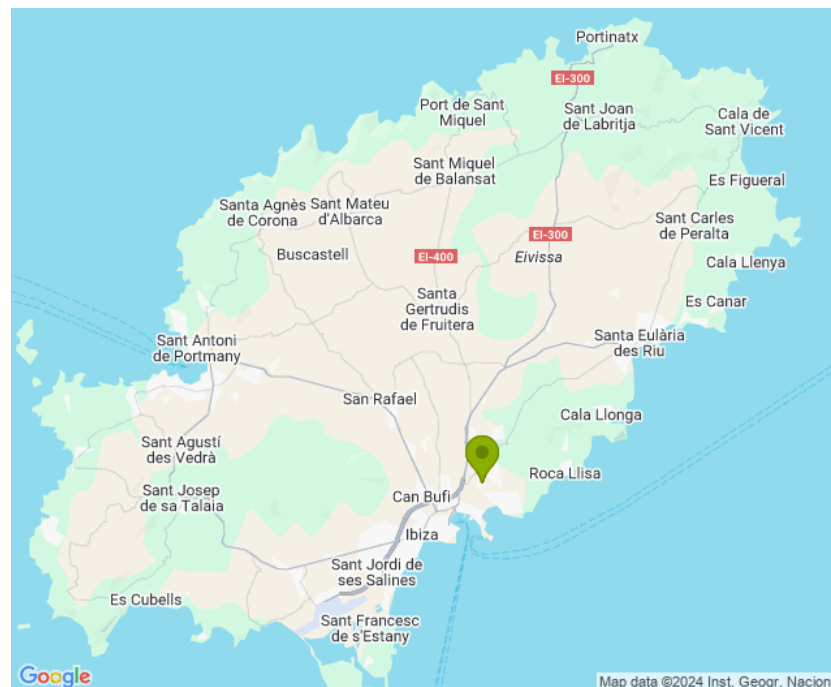 Portinatx
EI-300
Port de Sant
Miquel
Sant Joan
de Labritja
Cala de
Sant Vicent
Sant Miquel
de Balansat
Es Figueral
Santa Agnès
de Corona
Sant Mateu
d'Albarca
Sant Carles
de Peralta
EI-300
Buscastell
EI-400
Eivissa
Cala Llenya
Santa
Gertrudis
de Fruitera
Es Canar
Sant Antoni
de Portmany
Santa Eulària
des Riu
San Rafael
Cala Llonga
Sant Agustí
des Vedrà
Roca Llisa
Sant Josep
de sa Talaia
Can Bufi
Ibiza
Sant Jordi de
ses Salines
Es Cubells
Sant Francesc
de s'Estany
Google
Map data ©2024 Inst. Geogr. Nacion